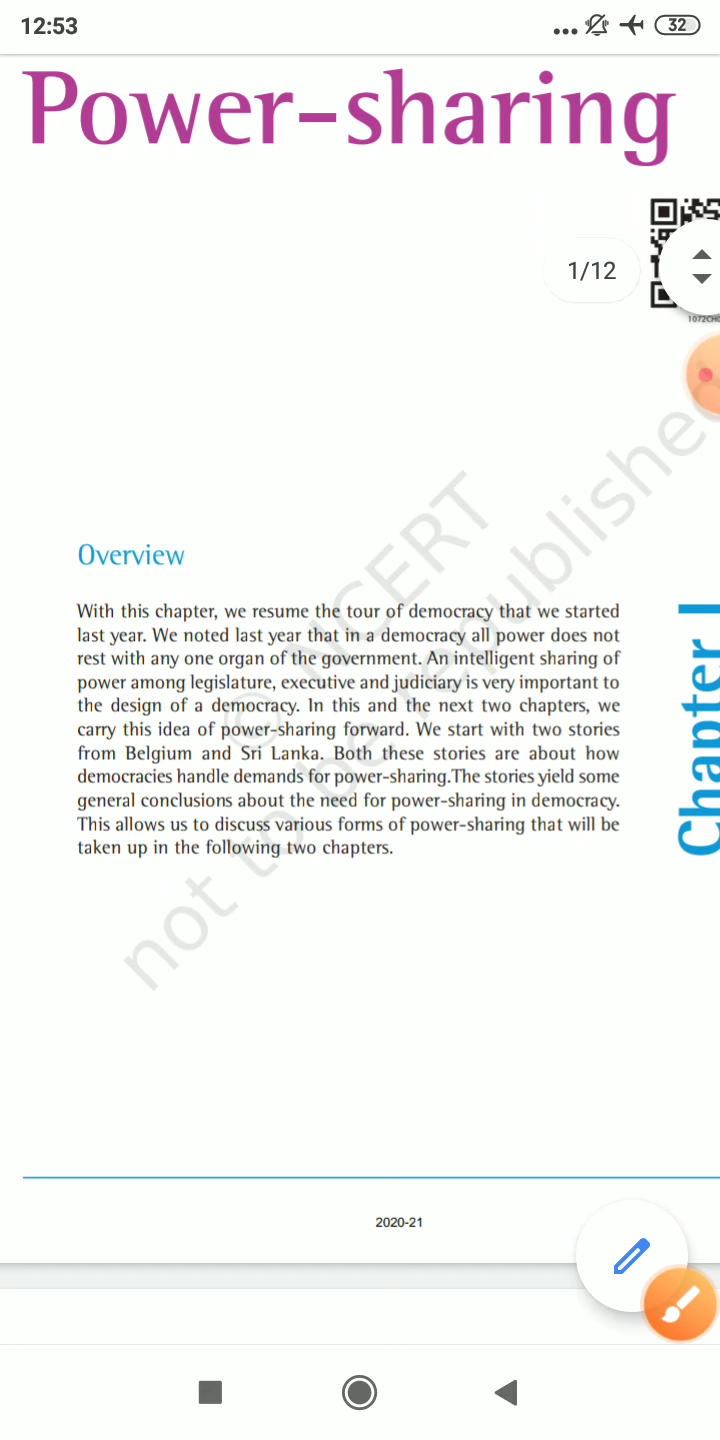 12:53
32
Power-sharing
1/12
1072CH0
Overview
With this chapter, we resume the tour of democracy that we started
last year. We noted last year that in a democracy all power does not
rest with any one organ of the government. An intelligent sharing of
power among legislature, executive and judiciary is very important to
the design of a democracy. In this and the next two chapters, we
carry this idea of power-sharing forward. We start with two stories
from Belgium and Sri Lanka. Both these stories are about how
democracies handle demands for power-sharing.The stories yield some
general conclusions about the need for power-sharing in democracy.
This allows us to discuss various forms of power-sharing that will be
taken up in the following two chapters.
Chapter I
© NCERT
not to be republished
2020-21